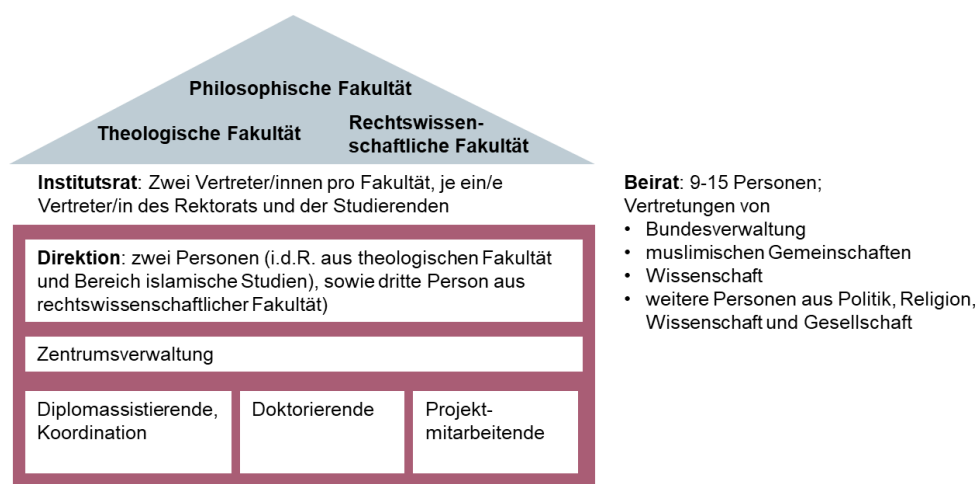 Philosophische Fakultät
Theologische Fakultät
Rechtswissen-
schaftliche Fakultät
Institutsrat: Zwei Vertreter/innen pro Fakultät, je ein/e
Vertreter/in des Rektorats und der Studierenden
Direktion: zwei Personen (i.d.R. aus theologischen Fakultät
und Bereich islamische Studien), sowie dritte Person aus
rechtswissenschaftlicher Fakultät)
Zentrumsverwaltung
Diplomassistierende,
Koordination
Doktorierende
Projekt-
mitarbeitende
Beirat: 9-15 Personen;
Vertretungen von
• Bundesverwaltung
• muslimischen Gemeinschaften
• Wissenschaft
• weitere Personen aus Politik, Religion,
Wissenschaft und Gesellschaft